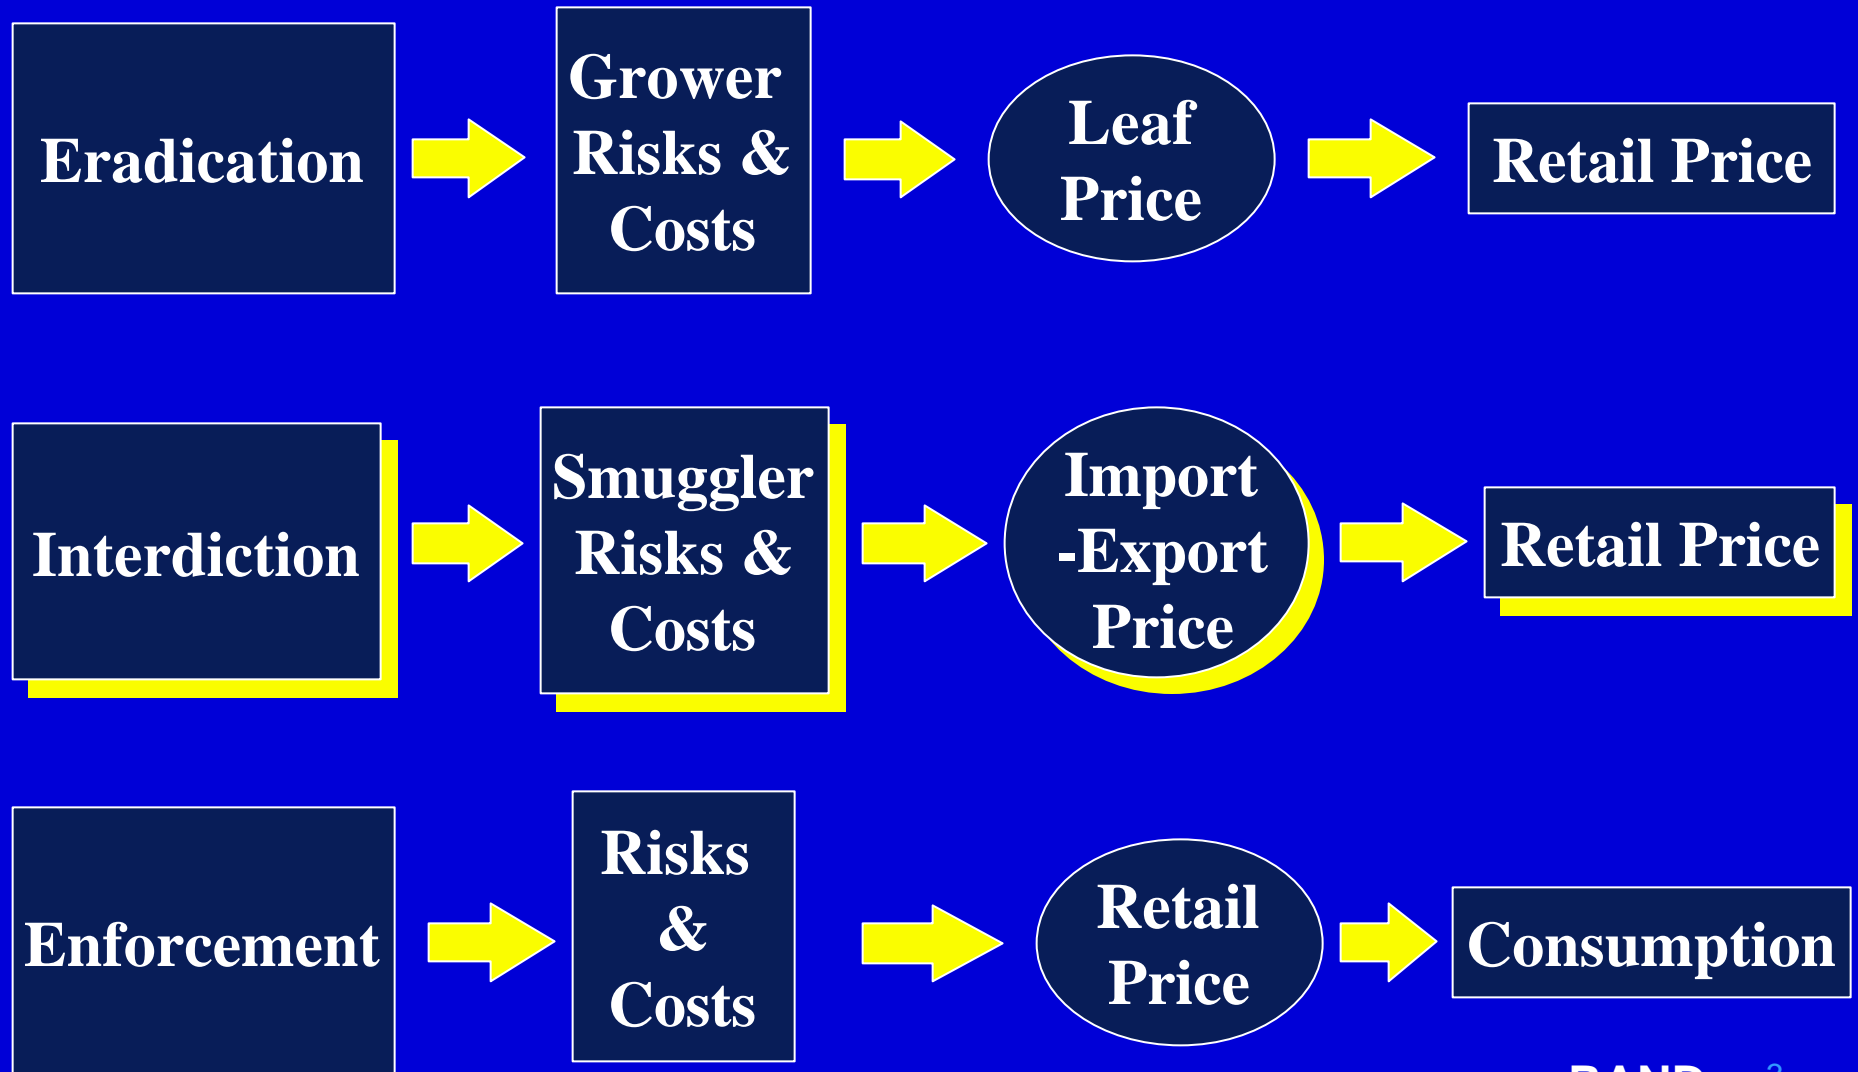 Eradication
Grower
Risks &
Costs
Leaf
Price
Retail Price
Interdiction
Smuggler
Risks &
Costs
Import
-Export
Price
Retail Price
Enforcement
Risks
&
Costs
Retail
Price
Consumption
RAND